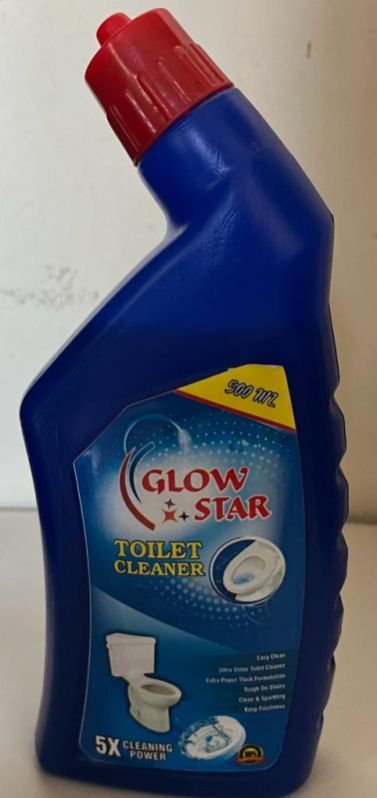 500 ML
GLOW
STAR
TOILET
CLEANER
Easy Clean
Ultra Shine Toilet Cleaner
Extra Power Thick Formulation
Tough On Stains
Clean & Sparkling
Keep Freshness
5X CLEANING
POWER